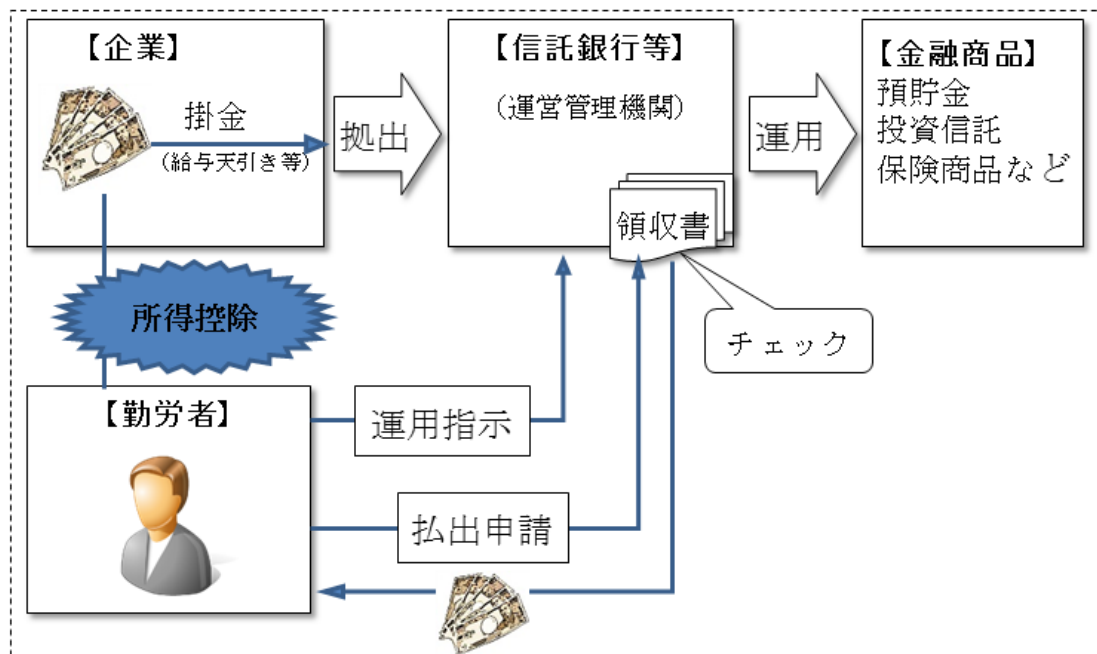 【企業】
掛金
(給与天引き等)
拠出
【信託銀行等】
(運営管理機関)
領収書
運用
【金融商品】
預貯金
投資信託
保険商品など
所得控除
チェック
【勤労者】
運用指示
払出申請